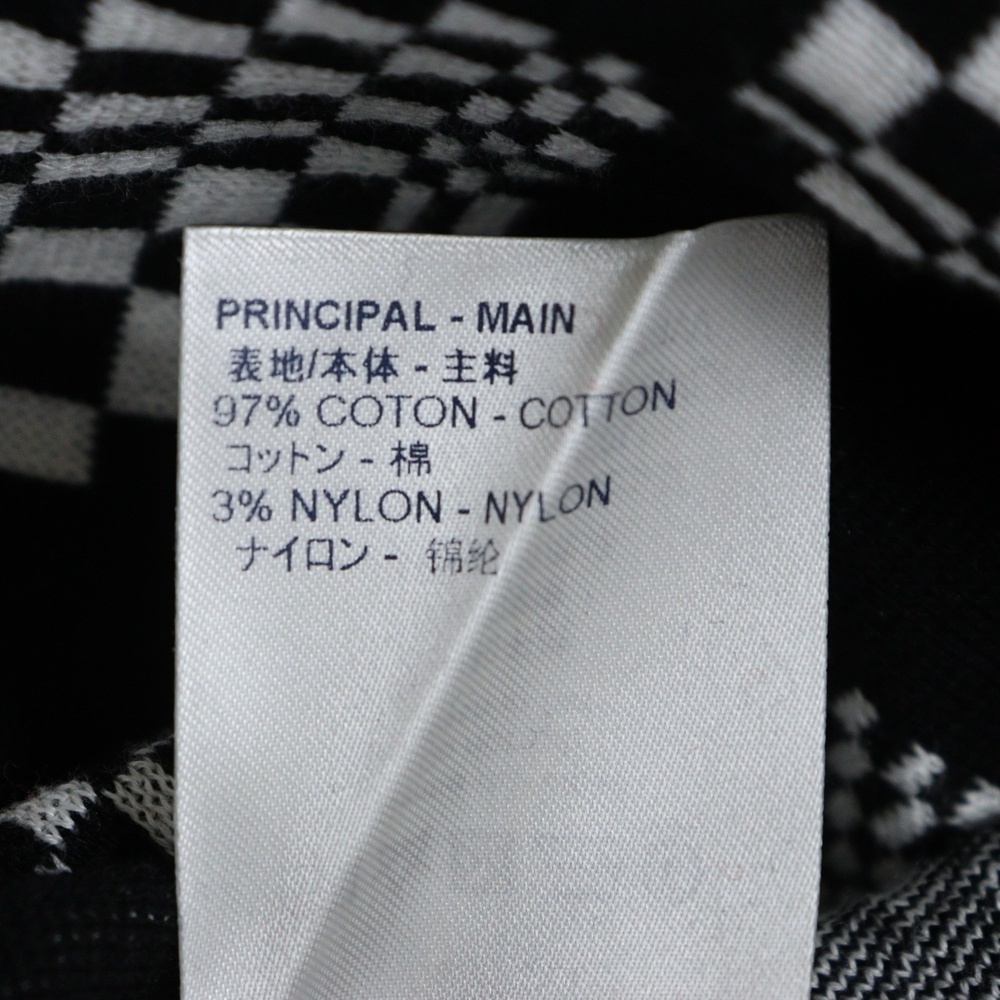 PRINCIPAL - MAIN
表地/本体 - 主料
97% COTON - COTTON
コットン - 棉
3% NYLON - NYLON
ナイロン - 锦纶